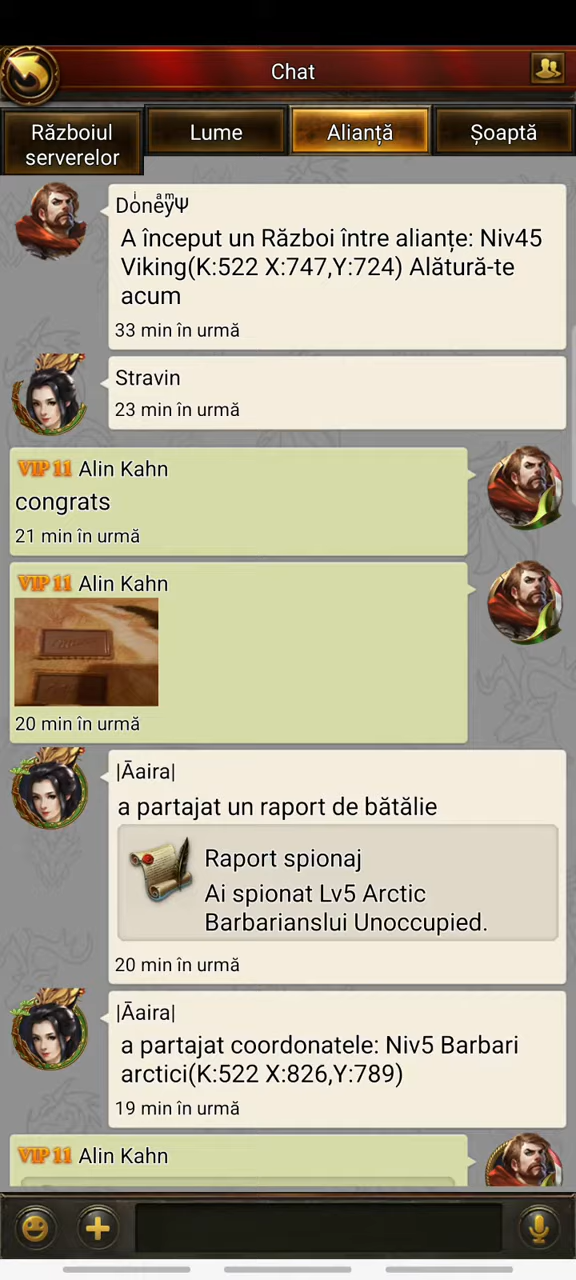 Chat
Războiul
serverelor
Lume
Alianță
Șoaptă
DoneyΨ
A început un Război între alianțe: Niv45
Viking(K:522 X:747,Y:724) Alătură-te
acum
33 min în urmă
Stravin
23 min în urmă
VIP 11 Alin Kahn
congrats
21 min în urmă
VIP 11 Alin Kahn
20 min în urmă
|Āaira|
a partajat un raport de bătălie
Raport spionaj
Ai spionat Lv5 Arctic
Barbarianslui Unoccupied.
20 min în urmă
|Āaira|
a partajat coordonatele: Niv5 Barbari
arctici(K:522 X:826,Y:789)
19 min în urmă
VIP 11 Alin Kahn